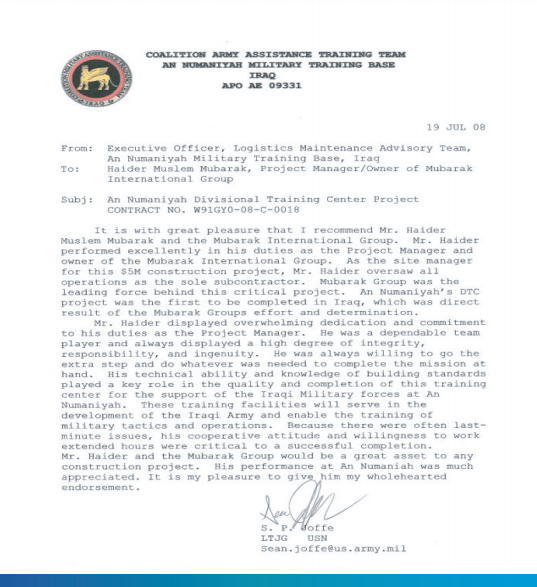 COALITION ARMY ASSISTANCE TRAINING TEAM
AN NUMANIYAH MILITARY TRAINING BASE
IRAQ
APO AE 09331
19 JUL 08
From: Executive Officer, Logistics Maintenance Advisory Team,
An Numaniyah Military Training Base, Iraq
To: Haider Muslem Mubarak, Project Manager/Owner of Mubarak
International Group
Subj: An Numaniyah Divisional Training Center Project
CONTRACT NO. W91GY0-08-C-0018
It is with great pleasure that I recommend Mr. Haider
Muslem Mubarak and the Mubarak International Group. Mr. Haider
performed excellently in his duties as the Project Manager and
owner of the Mubarak International Group. As the site manager
for this $5M construction project, Mr. Haider oversaw all
operations as the sole subcontractor. Mubarak Group was the
leading force behind this critical project. An Numaniyah's DTC
project was the first to be completed in Iraq, which was direct
result of the Mubarak Groups effort and determination.
Mr. Haider displayed overwhelming dedication and commitment
to his duties as the Project Manager. He was a dependable team
player and always displayed a high degree of integrity,
responsibility, and ingenuity. He was always willing to go the
extra step and do whatever was needed to complete the mission at
hand. His technical ability and knowledge of building standards
played a key role in the quality and completion of this training
center for the support of the Iraqi Military forces at An
Numaniyah. These training facilities will serve in the
development of the Iraqi Army and enable the training of
military tactics and operations. Because there were often last-
minute issues, his cooperative attitude and willingness to work
extended hours were critical to a successful completion.
Mr. Haider and the Mubarak Group would be a great asset to any
construction project. His performance at An Numaniah was much
appreciated. It is my pleasure to give him my wholehearted
endorsement.
S. P. Joffe
LTJG USN
Sean.joffe@us.army.mil